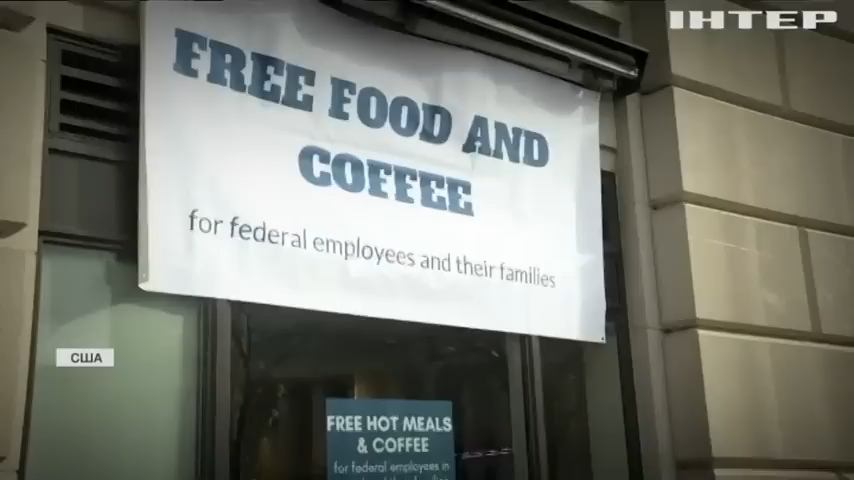 ІНТЕР
FREE FOOD AND
COFFEE
for federal employees and their families
США
FREE HOT MEALS
& COFFEE
for federal employees in